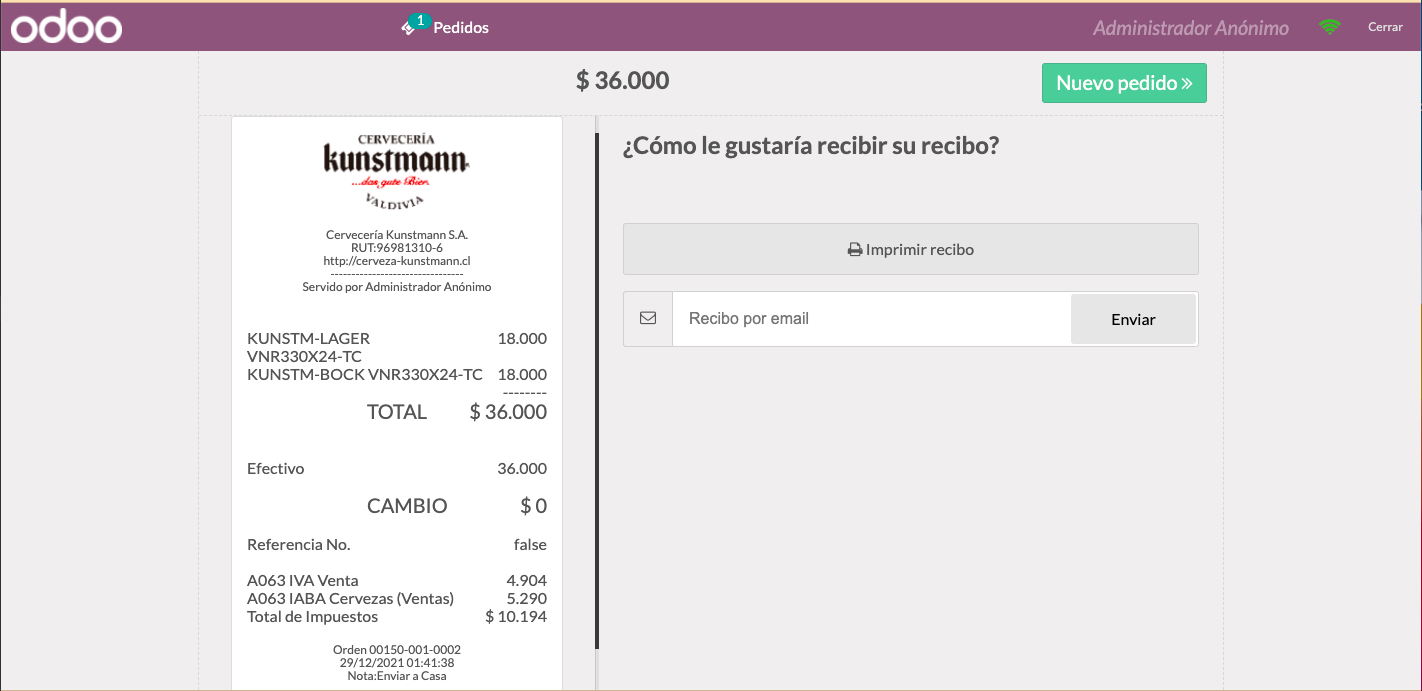 odoo
1 Pedidos
Administrador Anónimo
Cerrar
$ 36.000
Nuevo pedido »
CERVECERÍA
kunstmann
...das gute Bier.
VALDIVIA
Cervecería Kunstmann S.A.
RUT:96981310-6
http://cerveza-kunstmann.cl
--------------------------------
Servido por Administrador Anónimo
KUNSTM-LAGER 18.000
VNR330X24-TC
KUNSTM-BOCK VNR330X24-TC 18.000
--------
TOTAL $ 36.000
Efectivo 36.000
CAMBIO $ 0
Referencia No. false
A063 IVA Venta 4.904
A063 IABA Cervezas (Ventas) 5.290
Total de Impuestos $ 10.194
Orden 00150-001-0002
29/12/2021 01:41:38
Nota:Enviar a Casa
¿Cómo le gustaría recibir su recibo?
Imprimir recibo
Recibo por email
Enviar